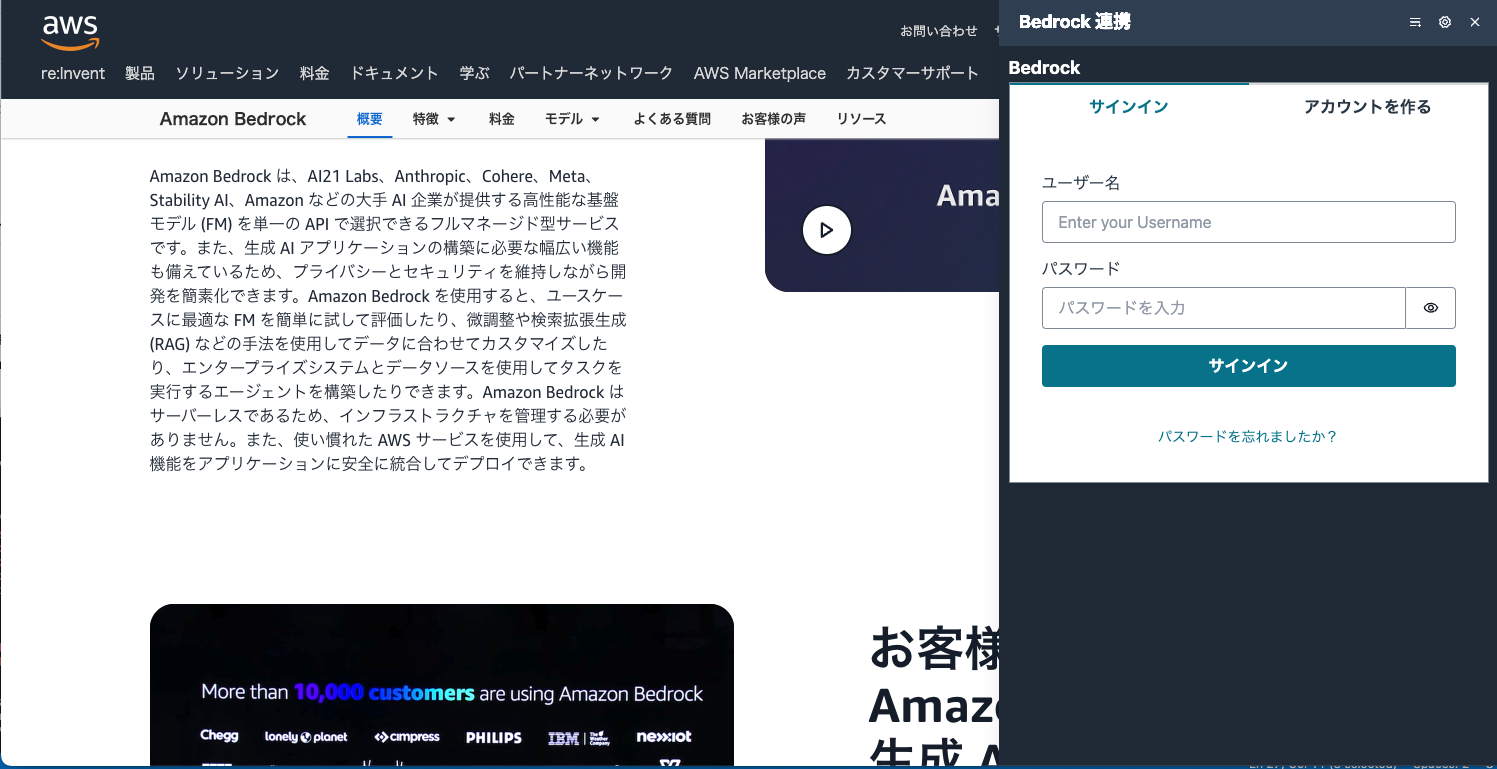 aws
お問い合わせ
re:Invent 製品 ソリューション 料金 ドキュメント 学ぶ パートナーネットワーク AWS Marketplace カスタマーサポート
Amazon Bedrock 概要 特徴 料金 モデル よくある質問 お客様の声 リソース
Amazon Bedrock は、AI21 Labs、Anthropic、Cohere、Meta、
Stability AI、Amazon などの大手 AI 企業が提供する高性能な基盤
モデル (FM) を単一の API で選択できるフルマネージド型サービス
です。また、生成 AI アプリケーションの構築に必要な幅広い機能
も備えているため、プライバシーとセキュリティを維持しながら開
発を簡素化できます。Amazon Bedrock を使用すると、ユースケー
スに最適な FM を簡単に試して評価したり、微調整や検索拡張生成
(RAG) などの手法を使用してデータに合わせてカスタマイズした
り、エンタープライズシステムとデータソースを使用してタスクを
実行するエージェントを構築したりできます。Amazon Bedrock は
サーバーレスであるため、インフラストラクチャを管理する必要が
ありません。また、使い慣れた AWS サービスを使用して、生成 AI
機能をアプリケーションに安全に統合してデプロイできます。
Ama
More than 10,000 customers are using Amazon Bedrock
Chegg lonely planet cimpress PHILIPS IBM The Weather Company nexxiot
お客様
Amaz
生成 A
Bedrock 連携
Bedrock
サインイン アカウントを作る
ユーザー名
Enter your Username
パスワード
パスワードを入力
サインイン
パスワードを忘れましたか？